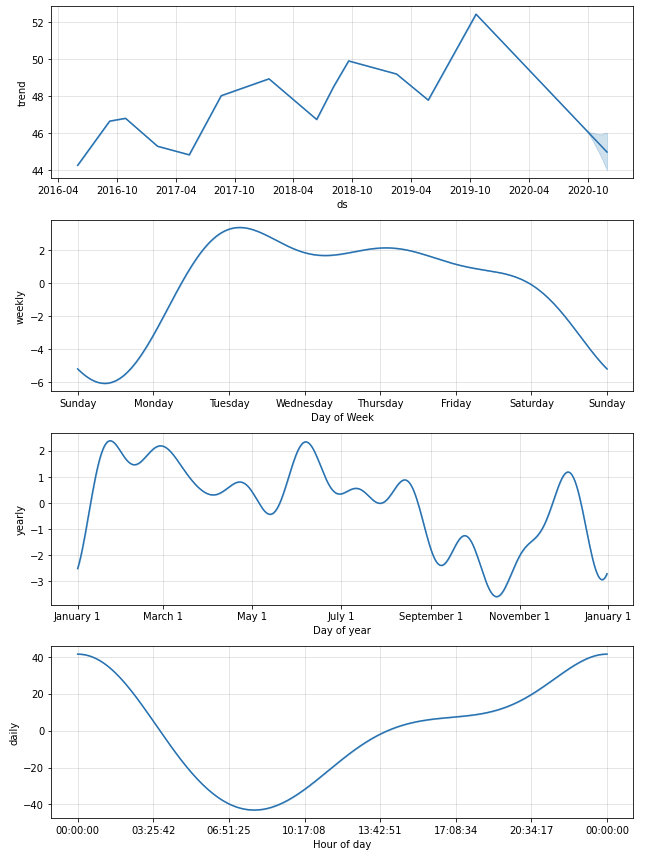 52
50
48
46
44
trend
2016-04 2016-10 2017-04 2017-10 2018-04 2018-10 2019-04 2019-10 2020-04 2020-10
ds
2
0
−2
−4
−6
weekly
Sunday Monday Tuesday Wednesday Thursday Friday Saturday Sunday
Day of Week
2
1
0
−1
−2
−3
yearly
January 1 March 1 May 1 July 1 September 1 November 1 January 1
Day of year
40
20
0
−20
−40
daily
00:00:00 03:25:42 06:51:25 10:17:08 13:42:51 17:08:34 20:34:17 00:00:00
Hour of day